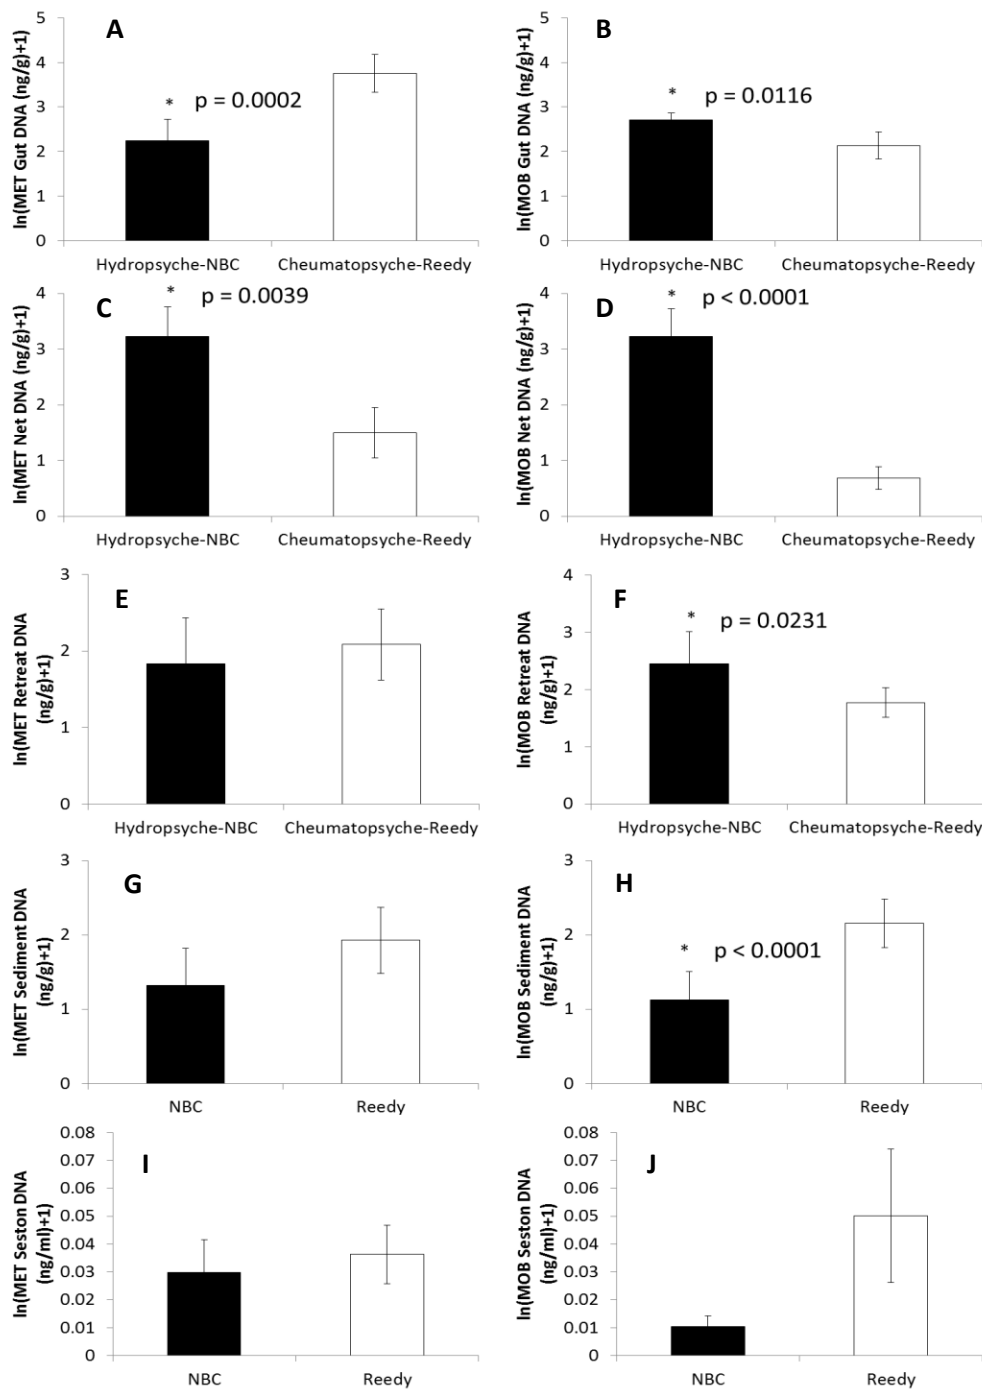 A
ln(MET Gut DNA (ng/g)+1)
5
4
3
2
1
0
* p = 0.0002
Hydropsyche-NBC Cheumatopsyche-Reedy
B
ln(MOB Gut DNA (ng/g)+1)
5
4
3
2
1
0
* p = 0.0116
Hydropsyche-NBC Cheumatopsyche-Reedy
C
ln(MET Net DNA (ng/g)+1)
4
3
2
1
0
* p = 0.0039
Hydropsyche-NBC Cheumatopsyche-Reedy
D
ln(MOB Net DNA (ng/g)+1)
4
3
2
1
0
* p < 0.0001
Hydropsyche-NBC Cheumatopsyche-Reedy
E
ln(MET Retreat DNA
(ng/g)+1)
3
2
1
0
Hydropsyche-NBC Cheumatopsyche-Reedy
F
ln(MOB Retreat DNA
(ng/g)+1)
4
3
2
1
0
* p = 0.0231
Hydropsyche-NBC Cheumatopsyche-Reedy
G
ln(MET Sediment DNA
(ng/g)+1)
3
2
1
0
NBC Reedy
H
ln(MOB Sediment DNA
(ng/g)+1)
3
2
1
0
* p < 0.0001
NBC Reedy
I
ln(MET Seston DNA
(ng/ml)+1)
0.08
0.07
0.06
0.05
0.04
0.03
0.02
0.01
0
NBC Reedy
J
ln(MOB Seston DNA
(ng/ml)+1)
0.08
0.07
0.06
0.05
0.04
0.03
0.02
0.01
0
NBC Reedy